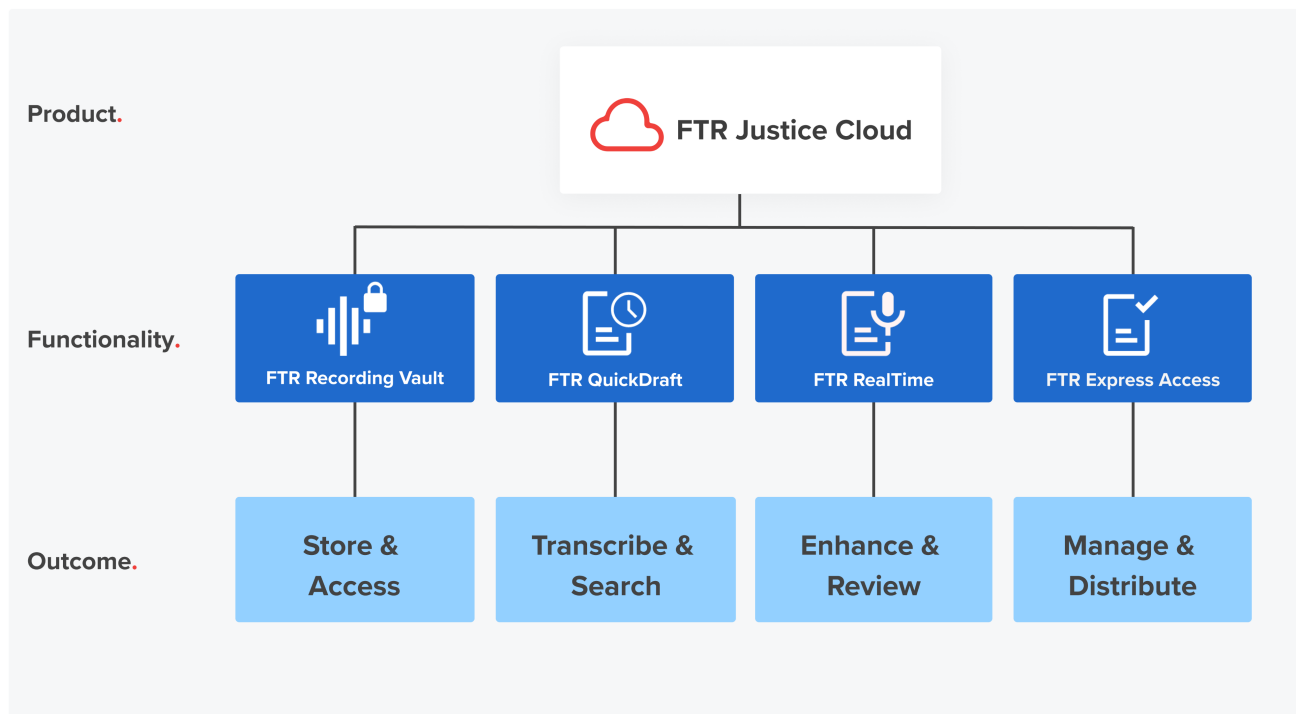 Product.
FTR Justice Cloud
Functionality.
FTR Recording Vault
FTR QuickDraft
FTR RealTime
FTR Express Access
Outcome.
Store &
Access
Transcribe &
Search
Enhance &
Review
Manage &
Distribute